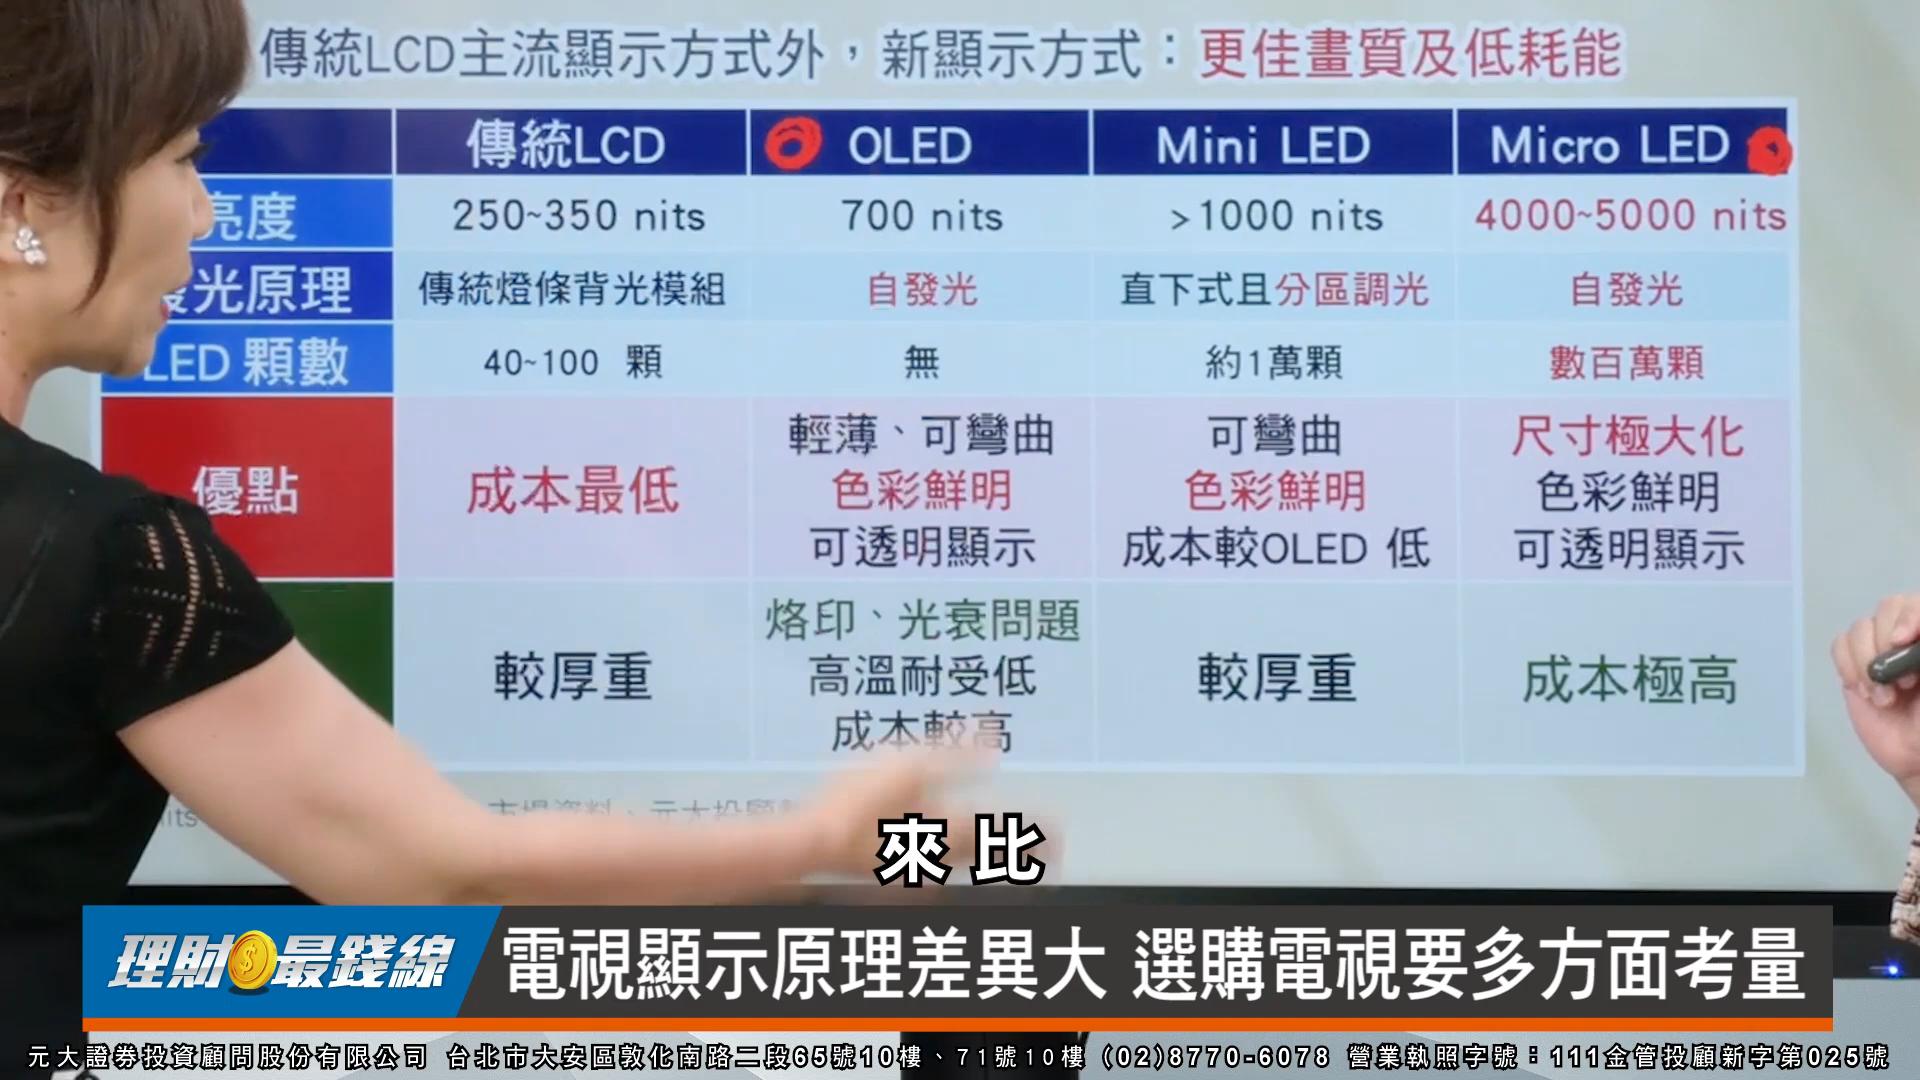 傳統LCD主流顯示方式外，新顯示方式：更佳畫質及低耗能
傳統LCD OLED Mini LED Micro LED
亮度 250~350 nits 700 nits >1000 nits 4000~5000 nits
發光原理 傳統燈條背光模組 自發光 直下式且分區調光 自發光
LED 顆數 40~100 顆 無 約1萬顆 數百萬顆
優點 成本最低
輕薄、可彎曲
色彩鮮明
可透明顯示
可彎曲
色彩鮮明
成本較OLED 低
尺寸極大化
色彩鮮明
可透明顯示
較厚重
烙印、光衰問題
高溫耐受低
成本較高
較厚重
成本極高
來比
理財最錢線 電視顯示原理差異大 選購電視要多方面考量
元大證券投資顧問股份有限公司 台北市大安區敦化南路二段65號10樓、71號10樓 (02)8770-6078 營業執照字號：111金管投顧新字第025號